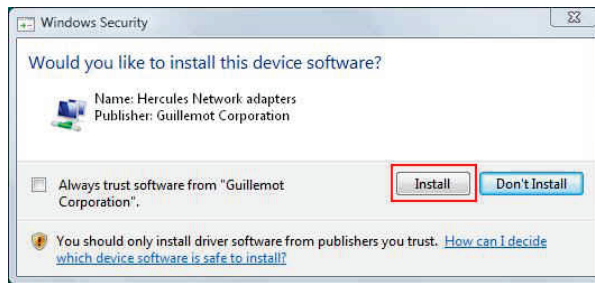 Windows Security
Would you like to install this device software?
Name: Hercules Network adapters
Publisher: Guillemot Corporation
Always trust software from "Guillemot
Corporation".
Install
Don't Install
You should only install driver software from publishers you trust. How can I decide
which device software is safe to install?